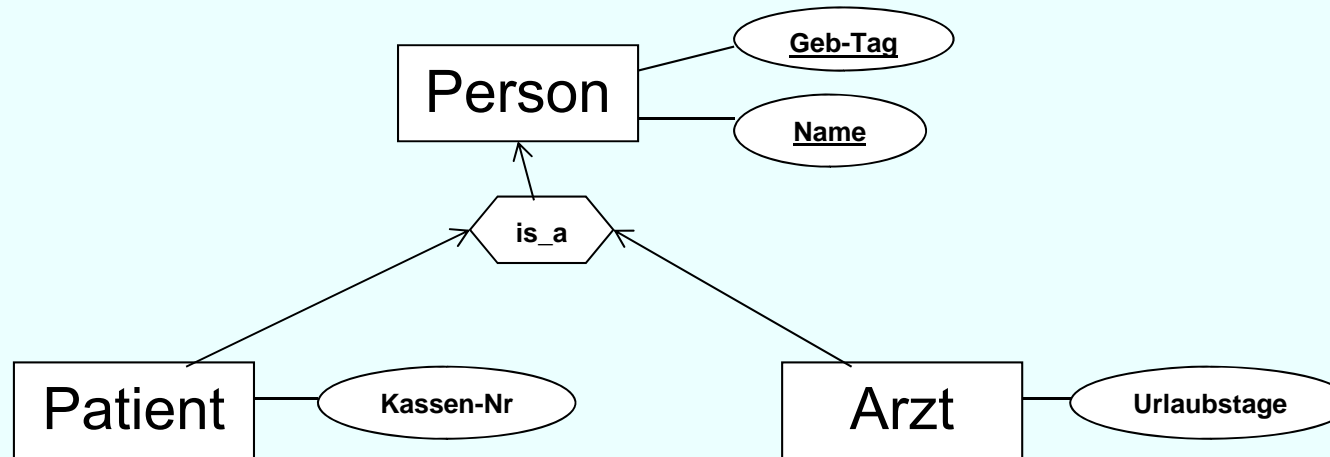 Geb-Tag
Person
Name
is_a
Patient
Kassen-Nr
Arzt
Urlaubstage